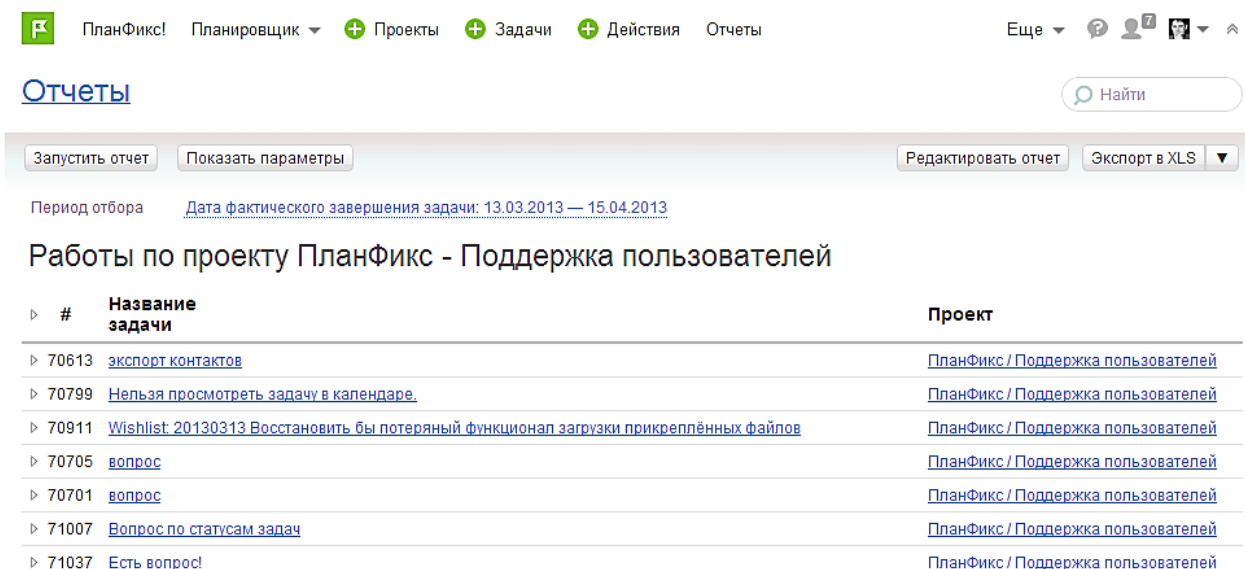 ПланФикс! Планировщик Проекты Задачи Действия Отчеты Еще 7
Отчеты
Найти
Запустить отчет Показать параметры Редактировать отчет Экспорт в XLS
Период отбора Дата фактического завершения задачи: 13.03.2013 — 15.04.2013
Работы по проекту ПланФикс - Поддержка пользователей
# Название задачи Проект
70613 экспорт контактов ПланФикс / Поддержка пользователей
70799 Нельзя просмотреть задачу в календаре. ПланФикс / Поддержка пользователей
70911 Wishlist: 20130313 Восстановить бы потеряный функционал загрузки прикреплённых файлов ПланФикс / Поддержка пользователей
70705 вопрос ПланФикс / Поддержка пользователей
70701 вопрос ПланФикс / Поддержка пользователей
71007 Вопрос по статусам задач ПланФикс / Поддержка пользователей
71037 Есть вопрос! ПланФикс / Поддержка пользователей